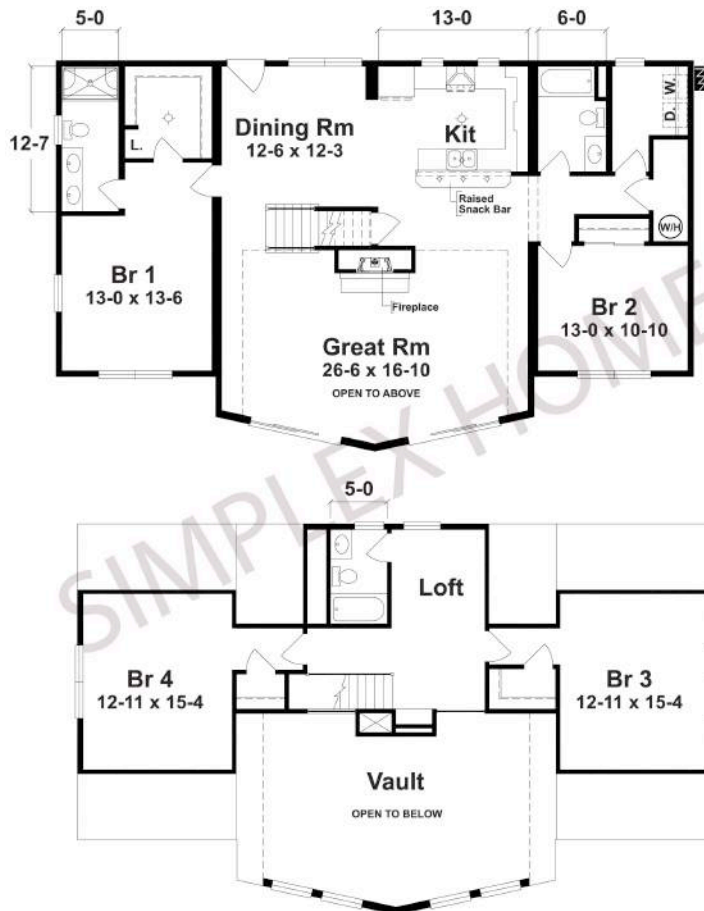 5-0
13-0
6-0
12-7
L.
Dining Rm
12-6 x 12-3
Kit
D. W.
Raised
Snack Bar
W/H
Br 1
13-0 x 13-6
Fireplace
Br 2
13-0 x 10-10
Great Rm
26-6 x 16-10
OPEN TO ABOVE
SIMPLEX HOME
5-0
Loft
Br 4
12-11 x 15-4
Br 3
12-11 x 15-4
Vault
OPEN TO BELOW